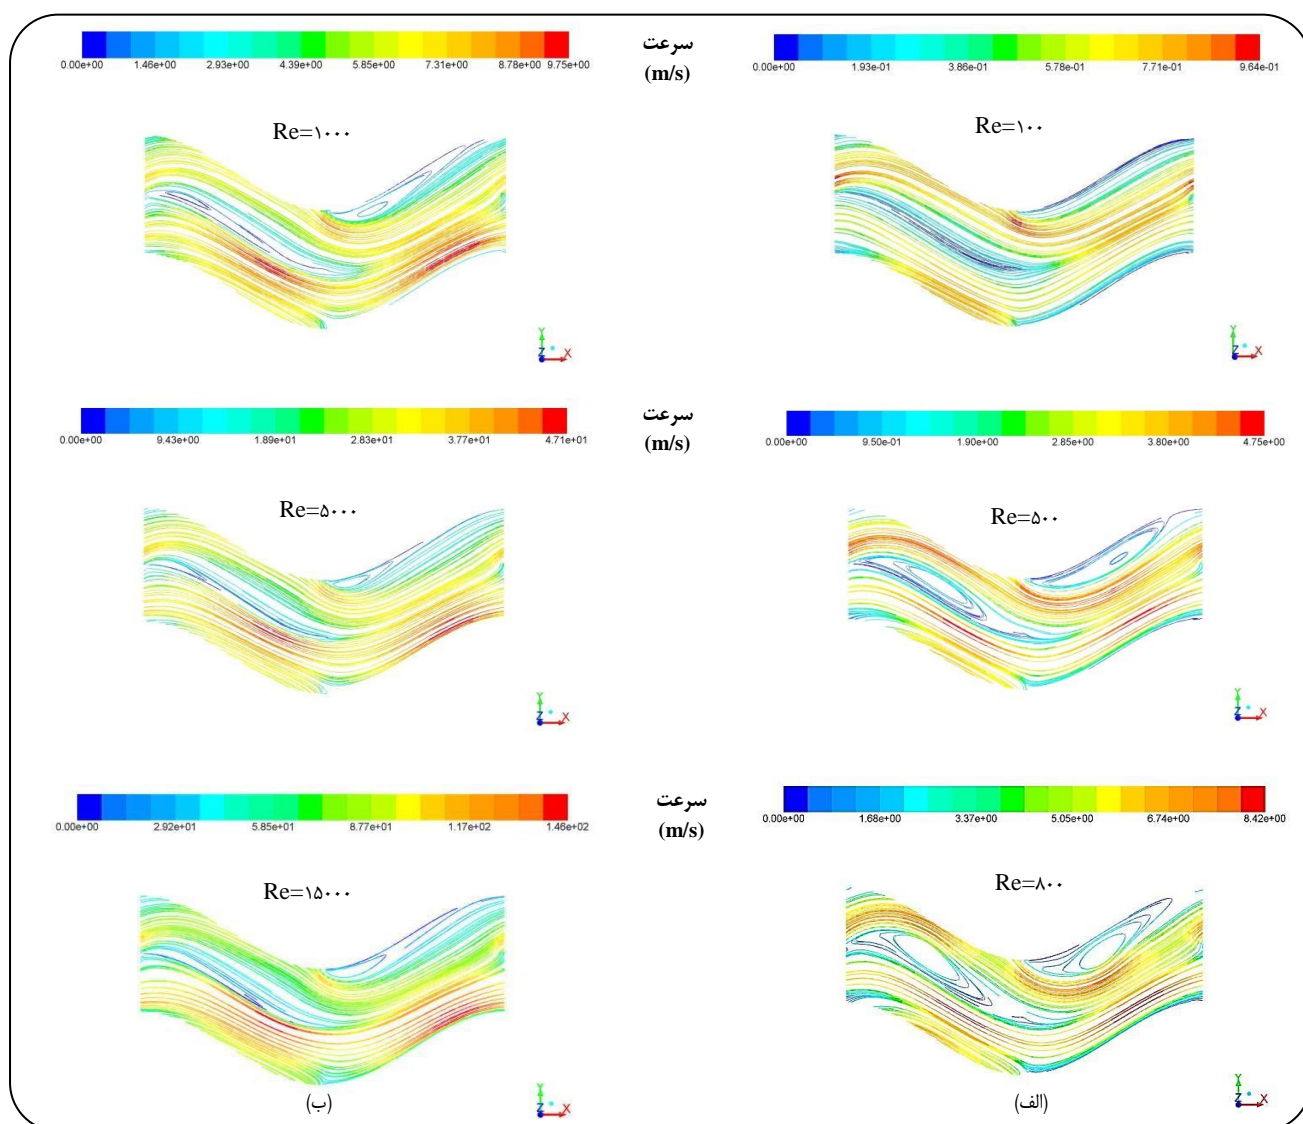 سرعت
(m/s)
0.00e+00 1.46e+00 2.93e+00 4.39e+00 5.85e+00 7.31e+00 8.78e+00 9.75e+00
0.00e+00 1.93e-01 3.86e-01 5.78e-01 7.71e-01 9.64e-01
Re=۱۰۰۰
Re=۱۰۰
Y
Z X
Y
Z X
سرعت
(m/s)
0.00e+00 9.43e+00 1.89e+01 2.83e+01 3.77e+01 4.71e+01
0.00e+00 9.50e-01 1.90e+00 2.85e+00 3.80e+00 4.75e+00
Re=۵۰۰۰
Re=۵۰۰
Y
Z X
Y
Z X
سرعت
(m/s)
0.00e+00 2.92e+01 5.85e+01 8.77e+01 1.17e+02 1.46e+02
0.00e+00 1.68e+00 3.37e+00 5.05e+00 6.74e+00 8.42e+00
Re=۱۵۰۰۰
Re=۸۰۰
Y
Z X
Y
Z X
(ب)
(الف)